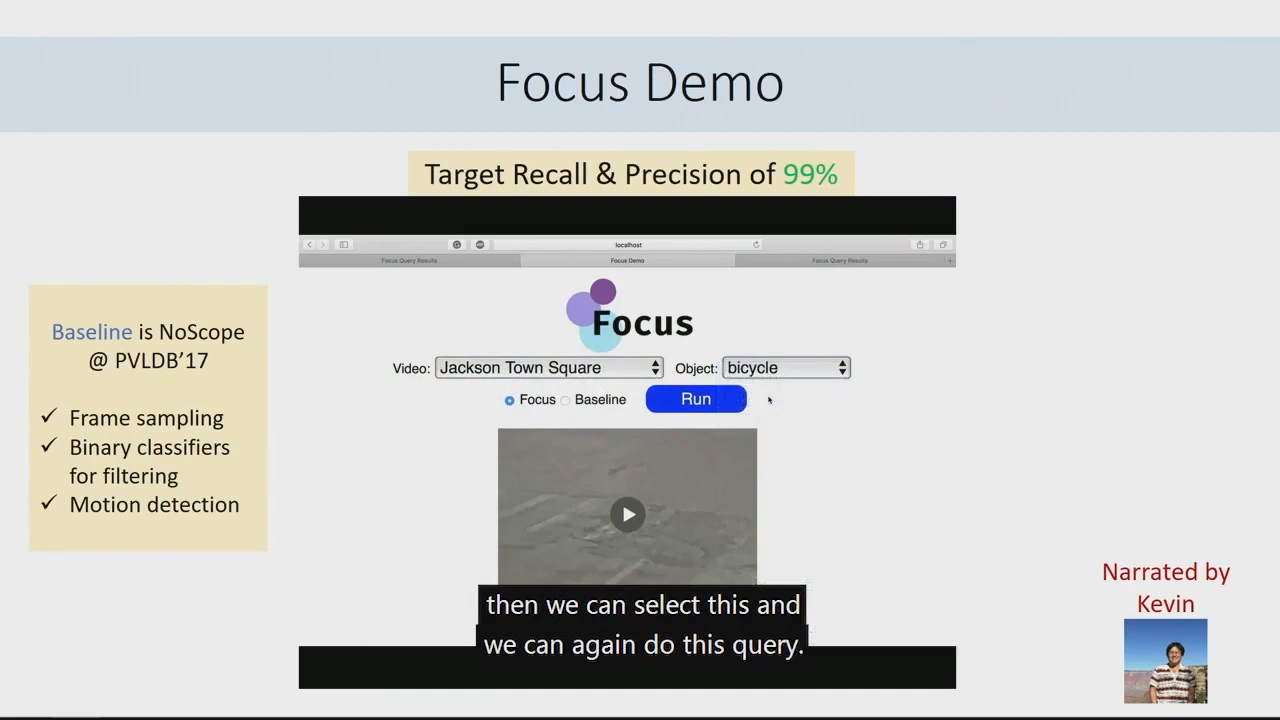 Focus Demo
Target Recall & Precision of 99%
localhost
Focus Query Results
Focus Demo
Focus Query Results
Focus
Video: Jackson Town Square Object: bicycle
Focus Baseline Run
Baseline is NoScope
@ PVLDB’17
✓ Frame sampling
✓ Binary classifiers
for filtering
✓ Motion detection
then we can select this and
we can again do this query.
Narrated by
Kevin